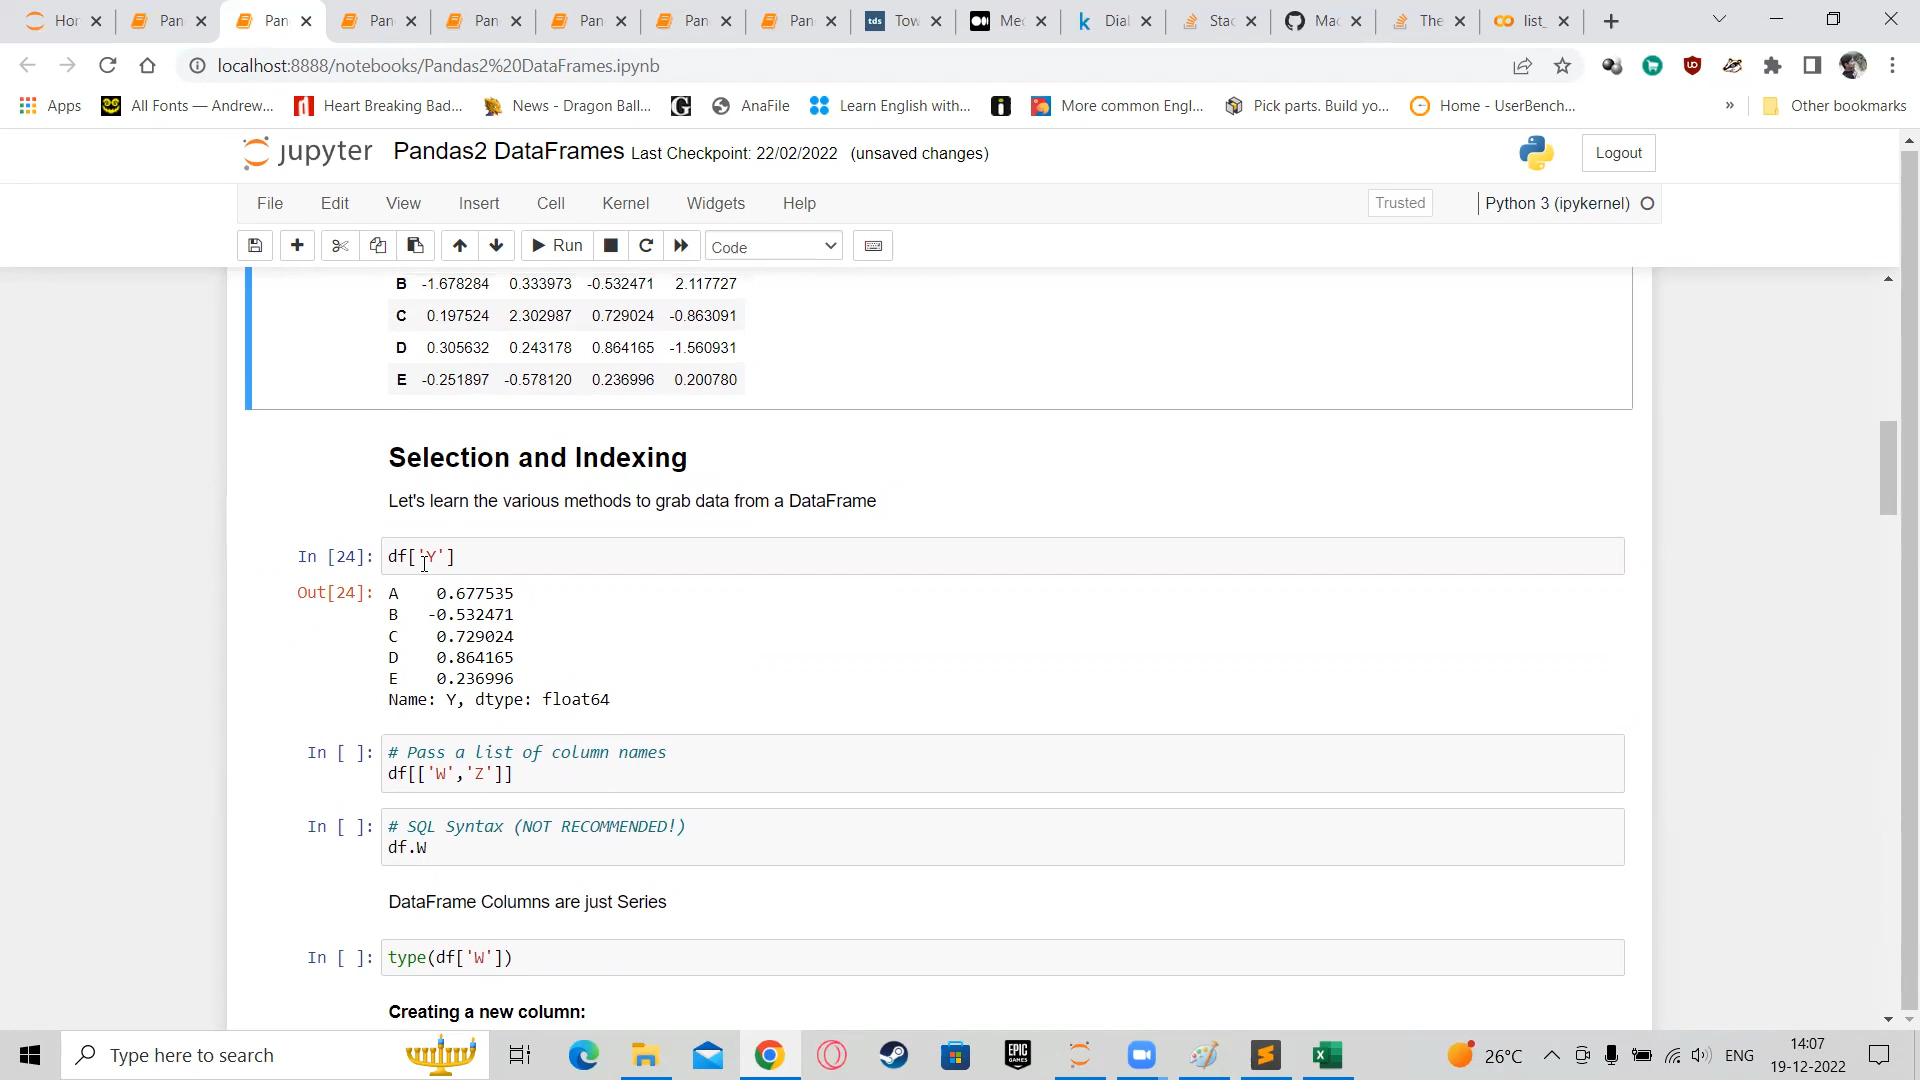 Hor
Pan
Pan
Pan
Pan
Pan
Pan
Pan
tds
Tow
Med
k
Dial
Stac
Mac
The
list_
localhost:8888/notebooks/Pandas2%20DataFrames.ipynb
Apps
All Fonts — Andrew...
Heart Breaking Bad...
News - Dragon Ball...
AnaFile
Learn English with...
More common Engl...
Pick parts. Build yo...
Home - UserBench...
»
Other bookmarks
jupyter Pandas2 DataFrames Last Checkpoint: 22/02/2022 (unsaved changes)
Logout
File Edit View Insert Cell Kernel Widgets Help
Trusted
Python 3 (ipykernel)
Run
Code
B -1.678284 0.333973 -0.532471 2.117727
C 0.197524 2.302987 0.729024 -0.863091
D 0.305632 0.243178 0.864165 -1.560931
E -0.251897 -0.578120 0.236996 0.200780
Selection and Indexing
Let's learn the various methods to grab data from a DataFrame
In [24]: df['Y']
Out[24]: A 0.677535
B -0.532471
C 0.729024
D 0.864165
E 0.236996
Name: Y, dtype: float64
In [ ]: # Pass a list of column names
df[['W','Z']]
In [ ]: # SQL Syntax (NOT RECOMMENDED!)
df.W
DataFrame Columns are just Series
In [ ]: type(df['W'])
Creating a new column:
Type here to search
EPIC
GAMES
26°C
ENG
14:07
19-12-2022